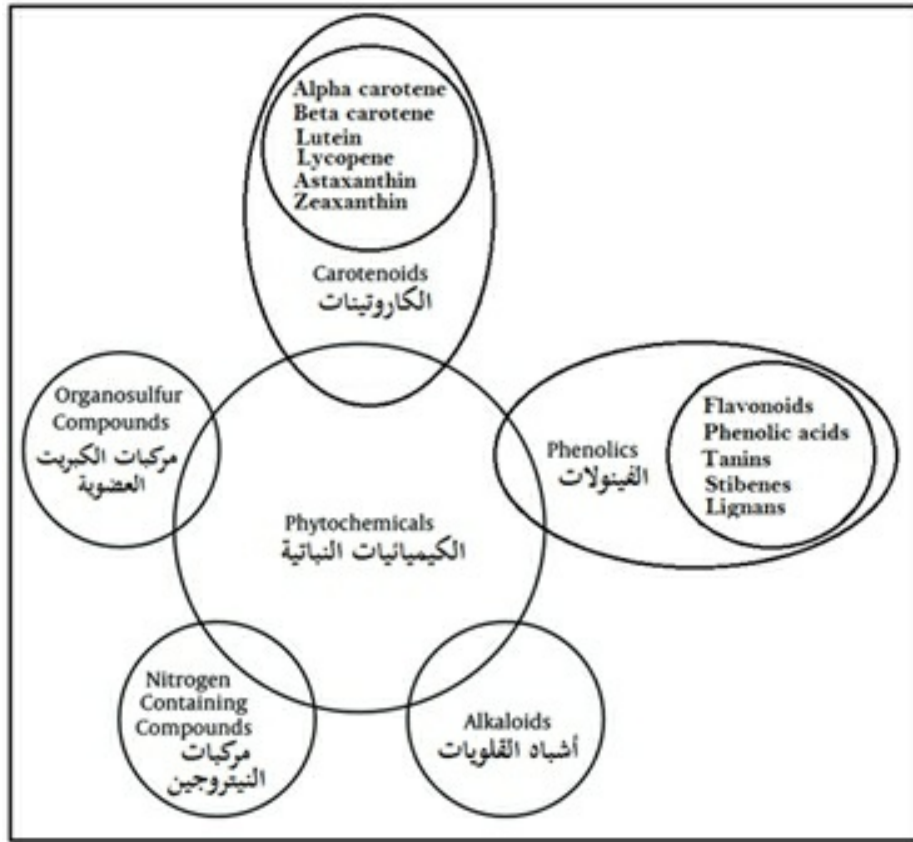 Alpha carotene
Beta carotene
Lutein
Lycopene
Astaxanthin
Zeaxanthin
Carotenoids
الكاروتينات
Organosulfur
Compounds
مركبات الكبريت
العضوية
Phenolics
الفينولات
Flavonoids
Phenolic acids
Tanins
Stibenes
Lignans
Phytochemicals
الكيميائيات النباتية
Nitrogen
Containing
Compounds
مركبات
النيتروجين
Alkaloids
أشباه القلويات